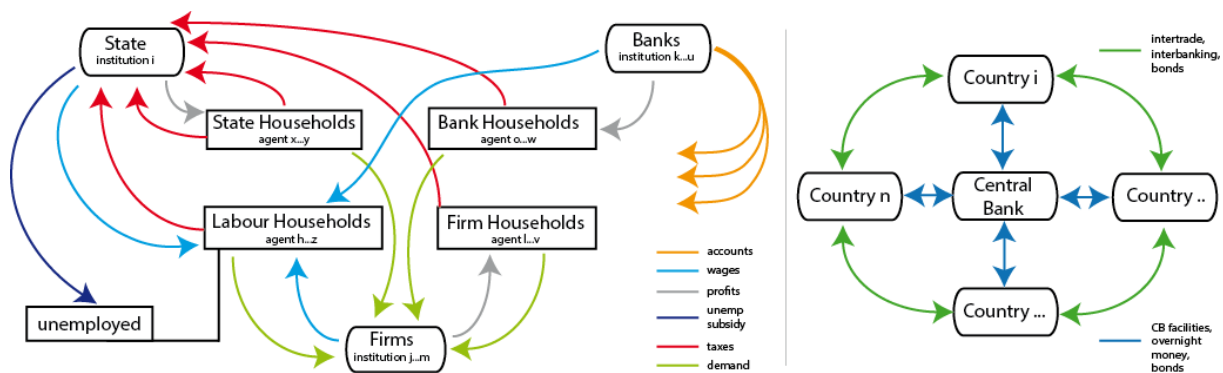 State
institution i
Banks
institution k...u
State Households
agent x...y
Bank Households
agent o...w
Labour Households
agent h...z
Firm Households
agent l...v
unemployed
Firms
institution j...m
accounts
wages
profits
unemp
subsidy
taxes
demand
intertrade,
interbanking,
bonds
Country i
Country n
Central
Bank
Country ..
Country ...
CB facilities,
overnight
money,
bonds